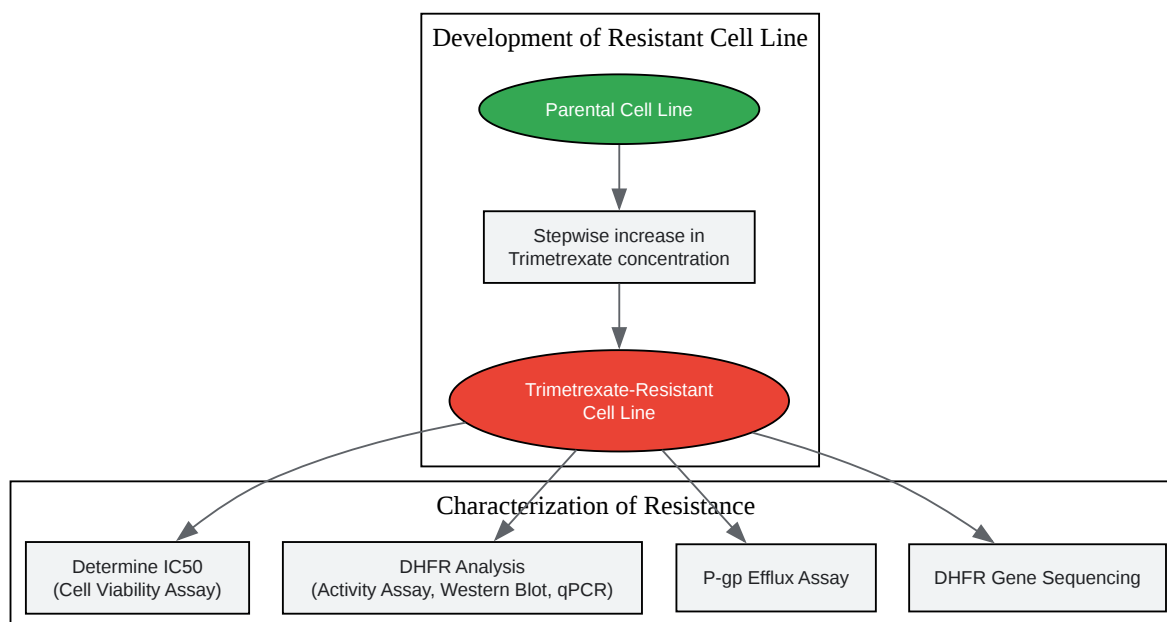 Development of Resistant Cell Line
Parental Cell Line
Stepwise increase in
Trimetrexate concentration
Trimetrexate-Resistant
Cell Line
Characterization of Resistance
Determine IC50
(Cell Viability Assay)
DHFR Analysis
(Activity Assay, Western Blot, qPCR)
P-gp Efflux Assay
DHFR Gene Sequencing